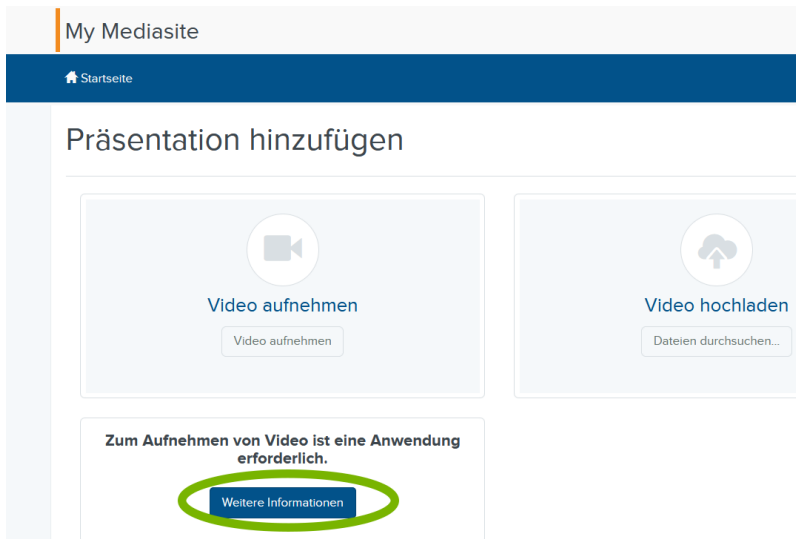 My Mediasite
Startseite
Präsentation hinzufügen
Video aufnehmen
Video aufnehmen
Video hochladen
Dateien durchsuchen...
Zum Aufnehmen von Video ist eine Anwendung
erforderlich.
Weitere Informationen